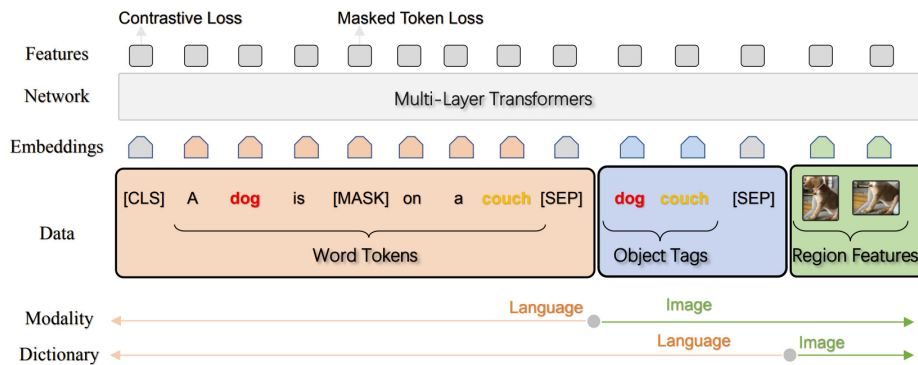 Contrastive Loss Masked Token Loss
Features
Network Multi-Layer Transformers
Embeddings
[CLS] A dog is [MASK] on a couch [SEP] dog couch [SEP]
Data
Word Tokens Object Tags Region Features
Language Image
Modality
Language Image
Dictionary